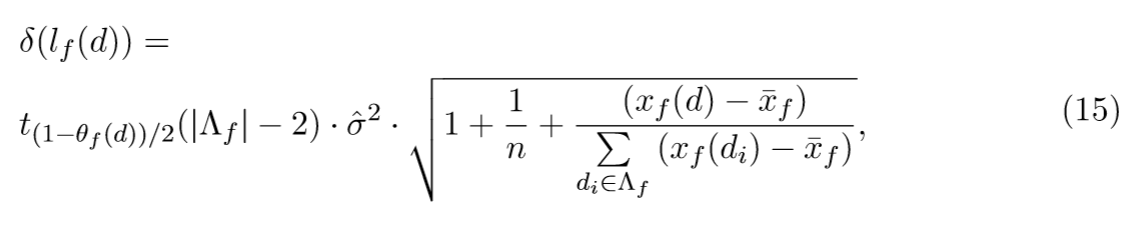 δ(l_f(d)) =
t_{(1−θ_f(d))/2}(|Λ_f| − 2) · σ̂² · √(1 + 1/n + (x_f(d) − x̄_f) / ∑_{d_i∈Λ_f} (x_f(d_i) − x̄_f)), (15)